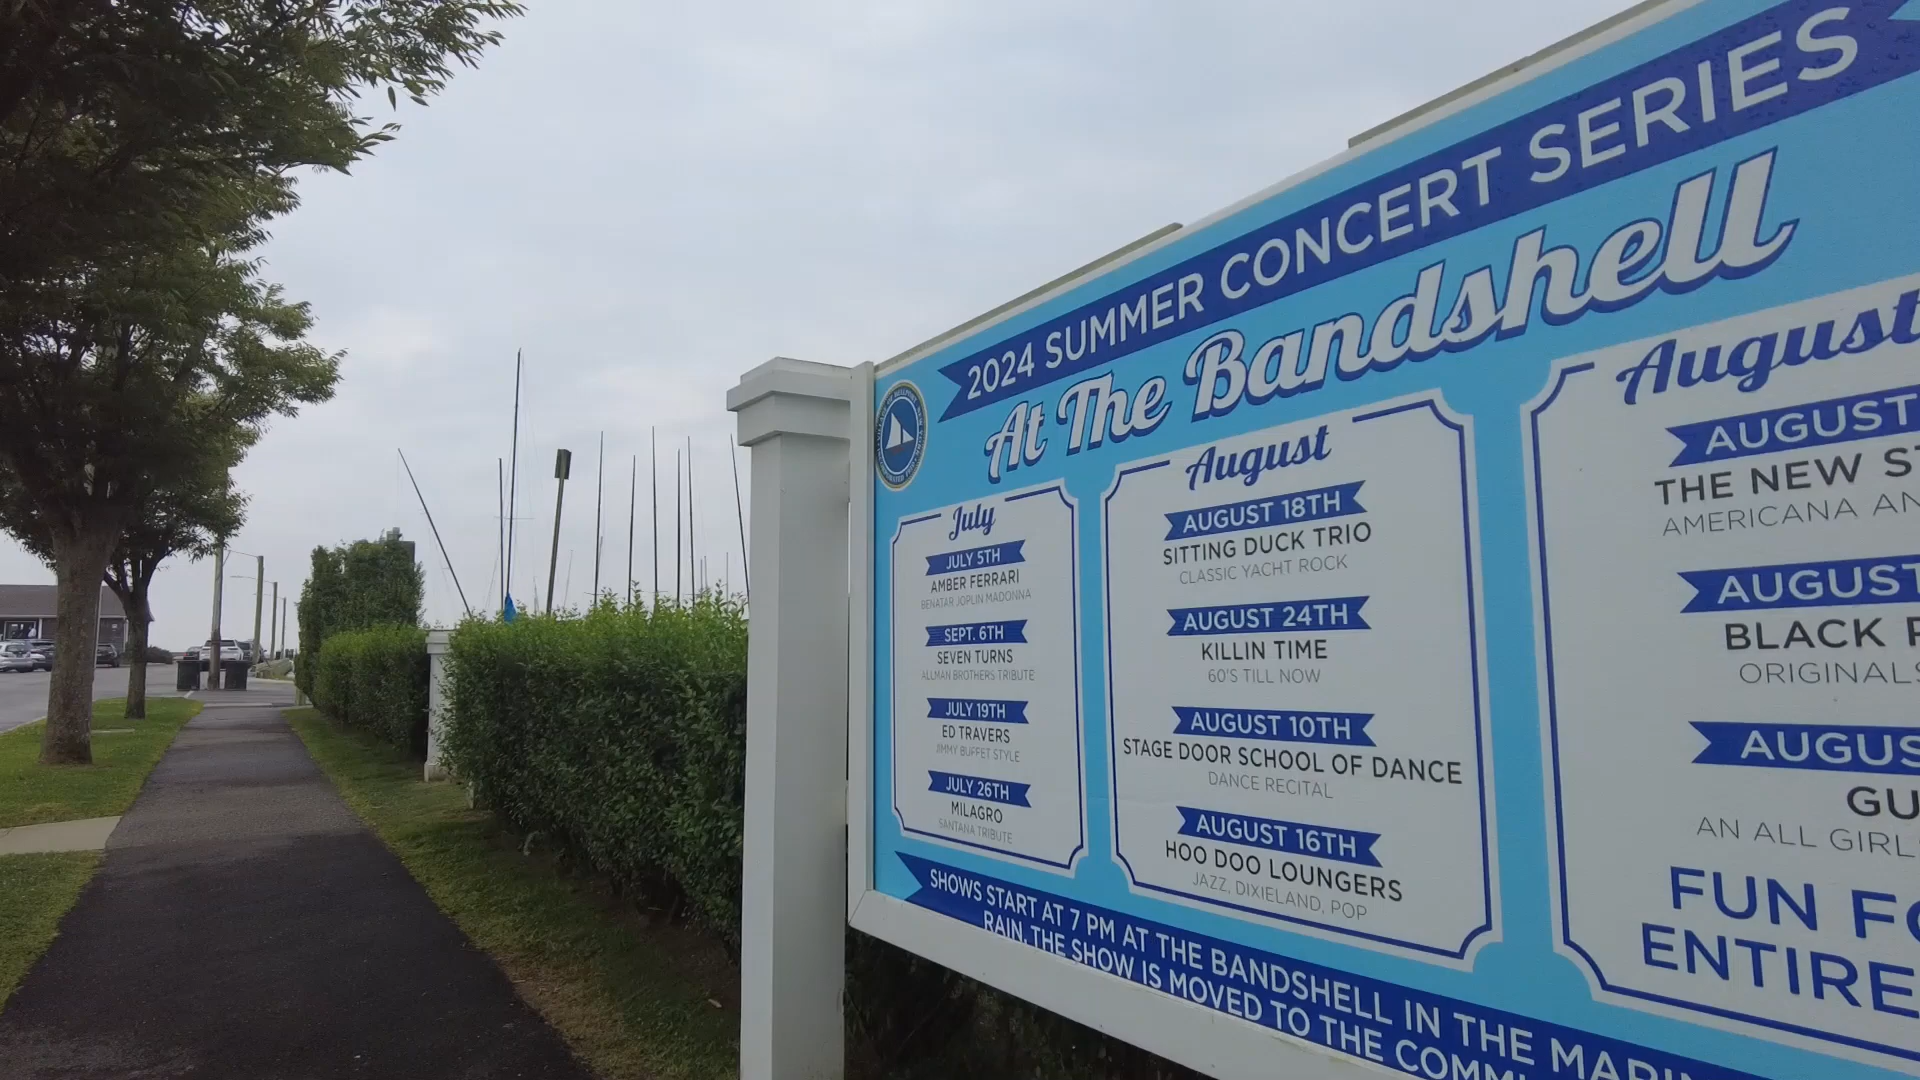 2024 SUMMER CONCERT SERIES
At The Bandshell
July
JULY 5TH
AMBER FERRARI
BENATAR JOPLIN MADONNA
SEPT. 6TH
SEVEN TURNS
ALLMAN BROTHERS TRIBUTE
JULY 19TH
ED TRAVERS
JIMMY BUFFET STYLE
JULY 26TH
MILAGRO
SANTANA TRIBUTE
August
AUGUST 18TH
SITTING DUCK TRIO
CLASSIC YACHT ROCK
AUGUST 24TH
KILLIN TIME
60'S TILL NOW
AUGUST 10TH
STAGE DOOR SCHOOL OF DANCE
DANCE RECITAL
AUGUST 16TH
HOO DOO LOUNGERS
JAZZ, DIXIELAND, POP
August
AUGUST
THE NEW
AMERICANA
AUGUST
BLACK
ORIGINALS
AN ALL
FUN
ENTIRE
SHOWS START AT 7 PM AT THE BANDSHELL IN THE
RAIN, THE SHOW IS MOVED TO THE